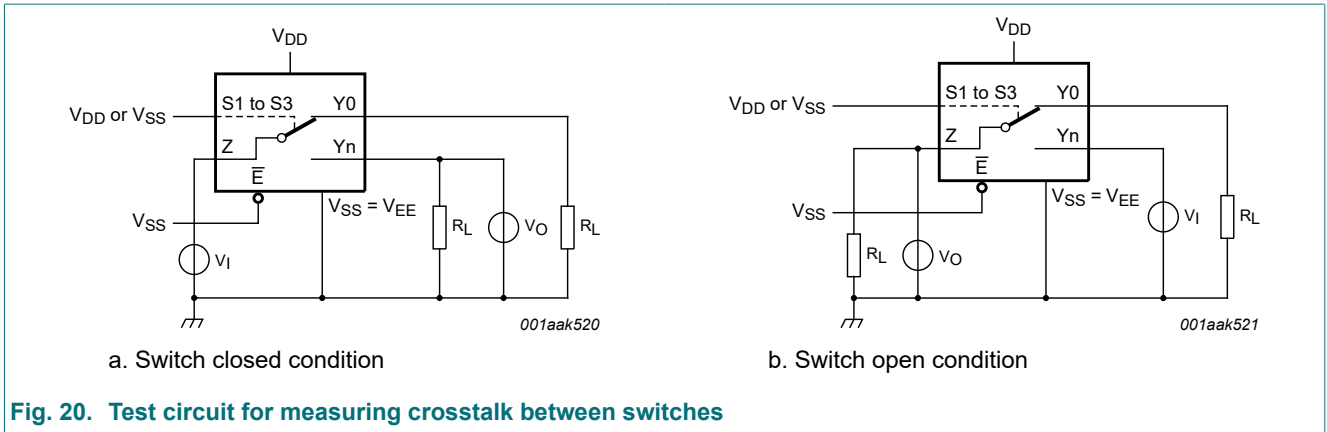 VDD
VDD or VSS
S1 to S3
Y0
Z
Yn
E
VSS
VSS = VEE
VI
RL
VO
RL
001aak520
a. Switch closed condition
VDD
VDD or VSS
S1 to S3
Y0
Z
Yn
E
VSS
VSS = VEE
RL
VO
VI
RL
001aak521
b. Switch open condition
Fig. 20. Test circuit for measuring crosstalk between switches